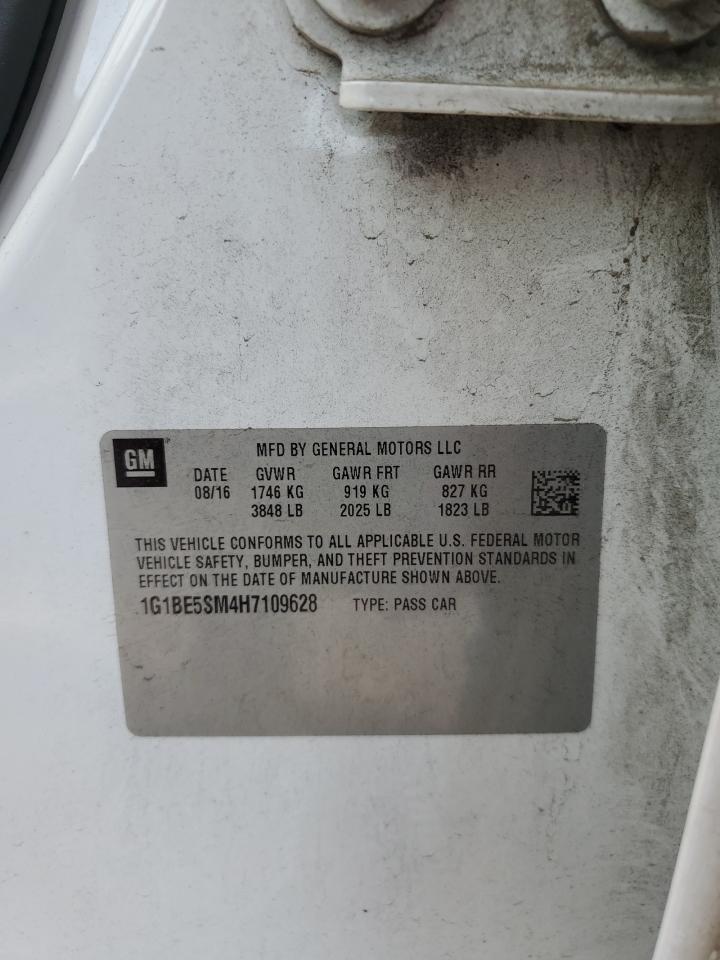 GM
MFD BY GENERAL MOTORS LLC
DATE GVWR GAWR FRT GAWR RR
08/16 1746 KG 919 KG 827 KG
3848 LB 2025 LB 1823 LB
THIS VEHICLE CONFORMS TO ALL APPLICABLE U.S. FEDERAL MOTOR
VEHICLE SAFETY, BUMPER, AND THEFT PREVENTION STANDARDS IN
EFFECT ON THE DATE OF MANUFACTURE SHOWN ABOVE.
1G1BE5SM4H7109628 TYPE: PASS CAR